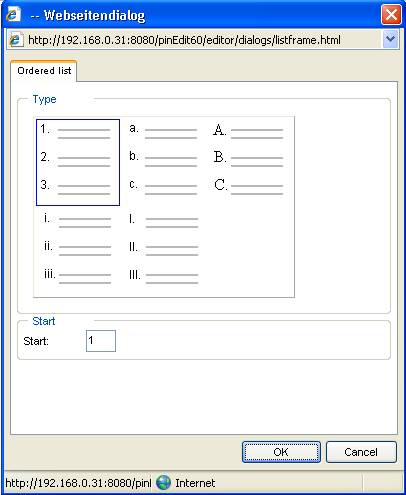 -- Webseitendialog
http://192.168.0.31:8080/pinEdit60/editor/dialogs/listframe.html
Ordered list
Type
1. a. A.
2. b. B.
3. c. C.
i. I.
ii. II.
iii. III.
Start
Start: 1
OK Cancel
http://192.168.0.31:8080/pinl Internet